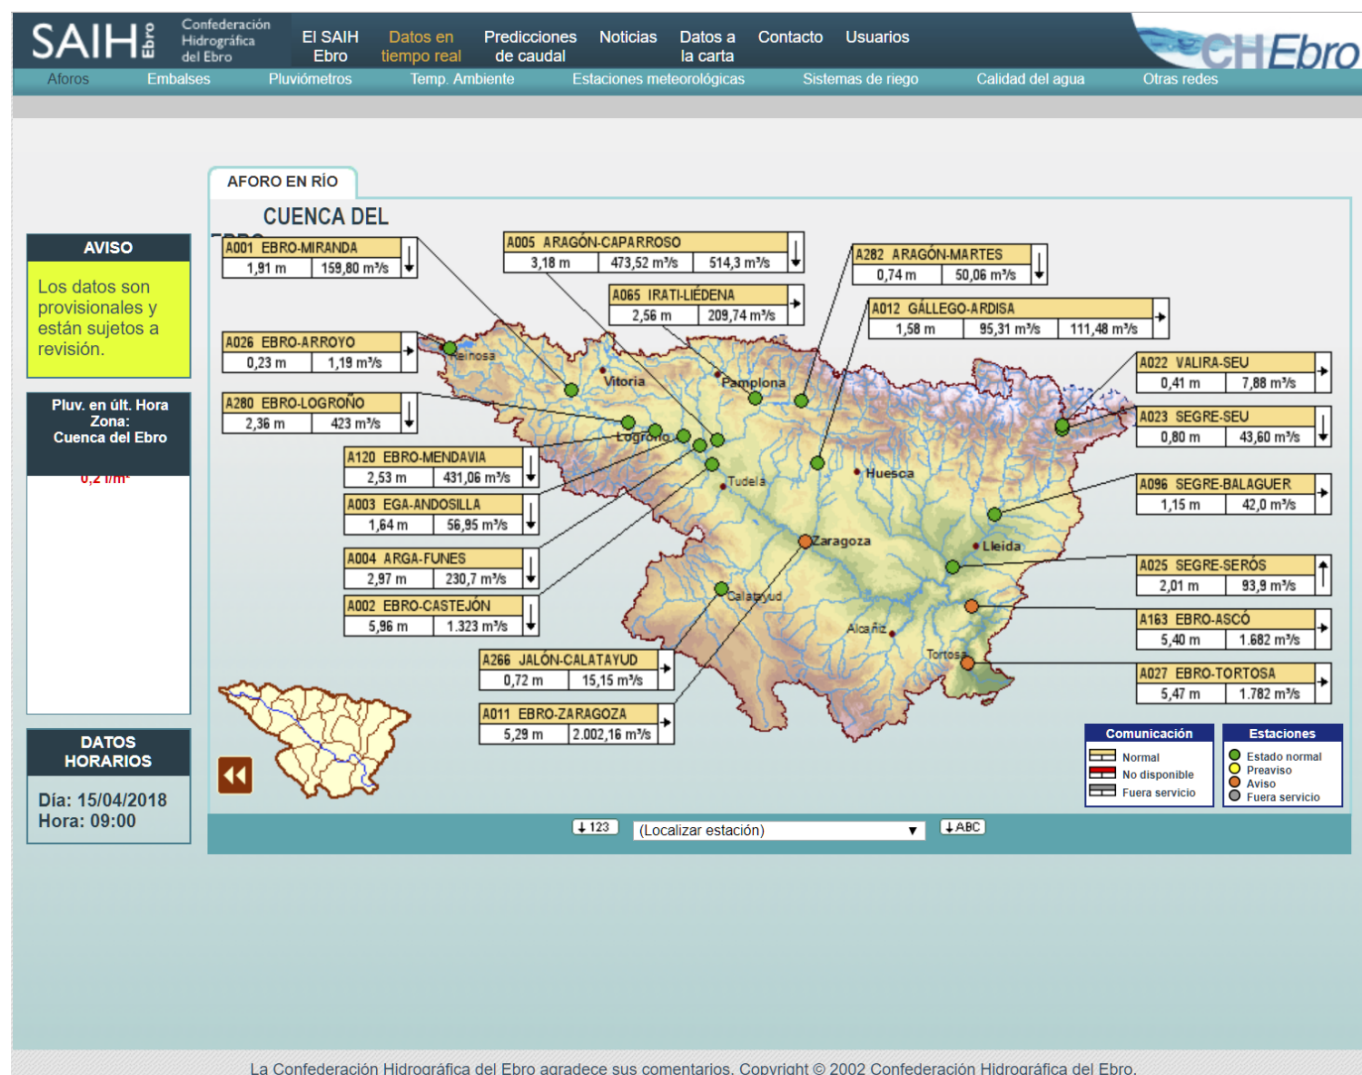 SAIH Ebro
Confederación
Hidrográfica
del Ebro
El SAIH
Ebro
Datos en
tiempo real
Predicciones
de caudal
Noticias
Datos a
la carta
Contacto
Usuarios
CHEbro
Aforos
Embalses
Pluviómetros
Temp. Ambiente
Estaciones meteorológicas
Sistemas de riego
Calidad del agua
Otras redes
AFORO EN RÍO
CUENCA DEL
AVISO
Los datos son
provisionales y
están sujetos a
revisión.
Pluv. en últ. Hora
Zona:
Cuenca del Ebro
0,2 l/m²
DATOS
HORARIOS
Día: 15/04/2018
Hora: 09:00
A001 EBRO-MIRANDA
1,91 m 159,80 m³/s
A005 ARAGÓN-CAPARROSO
3,18 m 473,52 m³/s 514,3 m³/s
A282 ARAGÓN-MARTES
0,74 m 50,06 m³/s
A065 IRATI-LIÉDENA
2,56 m 209,74 m³/s
A012 GÁLLEGO-ARDISA
1,58 m 95,31 m³/s 111,48 m³/s
A026 EBRO-ARROYO
0,23 m 1,19 m³/s
A022 VALIRA-SEU
0,41 m 7,88 m³/s
A280 EBRO-LOGROÑO
2,36 m 423 m³/s
A023 SEGRE-SEU
0,80 m 43,60 m³/s
A120 EBRO-MENDAVIA
2,53 m 431,06 m³/s
A096 SEGRE-BALAGUER
1,15 m 42,0 m³/s
A003 EGA-ANDOSILLA
1,64 m 56,95 m³/s
A004 ARGA-FUNES
2,97 m 230,7 m³/s
A025 SEGRE-SERÓS
2,01 m 93,9 m³/s
A002 EBRO-CASTEJÓN
5,96 m 1.323 m³/s
A163 EBRO-ASCÓ
5,40 m 1.682 m³/s
A266 JALÓN-CALATAYUD
0,72 m 15,15 m³/s
A027 EBRO-TORTOSA
5,47 m 1.782 m³/s
A011 EBRO-ZARAGOZA
5,29 m 2.002,16 m³/s
Reinosa
Vitoria
Pamplona
Logroño
Tudela
Huesca
Zaragoza
Lleida
Calatayud
Alcañiz
Tortosa
Comunicación
Normal
No disponible
Fuera servicio
Estaciones
Estado normal
Preaviso
Aviso
Fuera servicio
123
(Localizar estación)
ABC
La Confederación Hidrográfica del Ebro agradece sus comentarios. Copyright © 2002 Confederación Hidrográfica del Ebro.